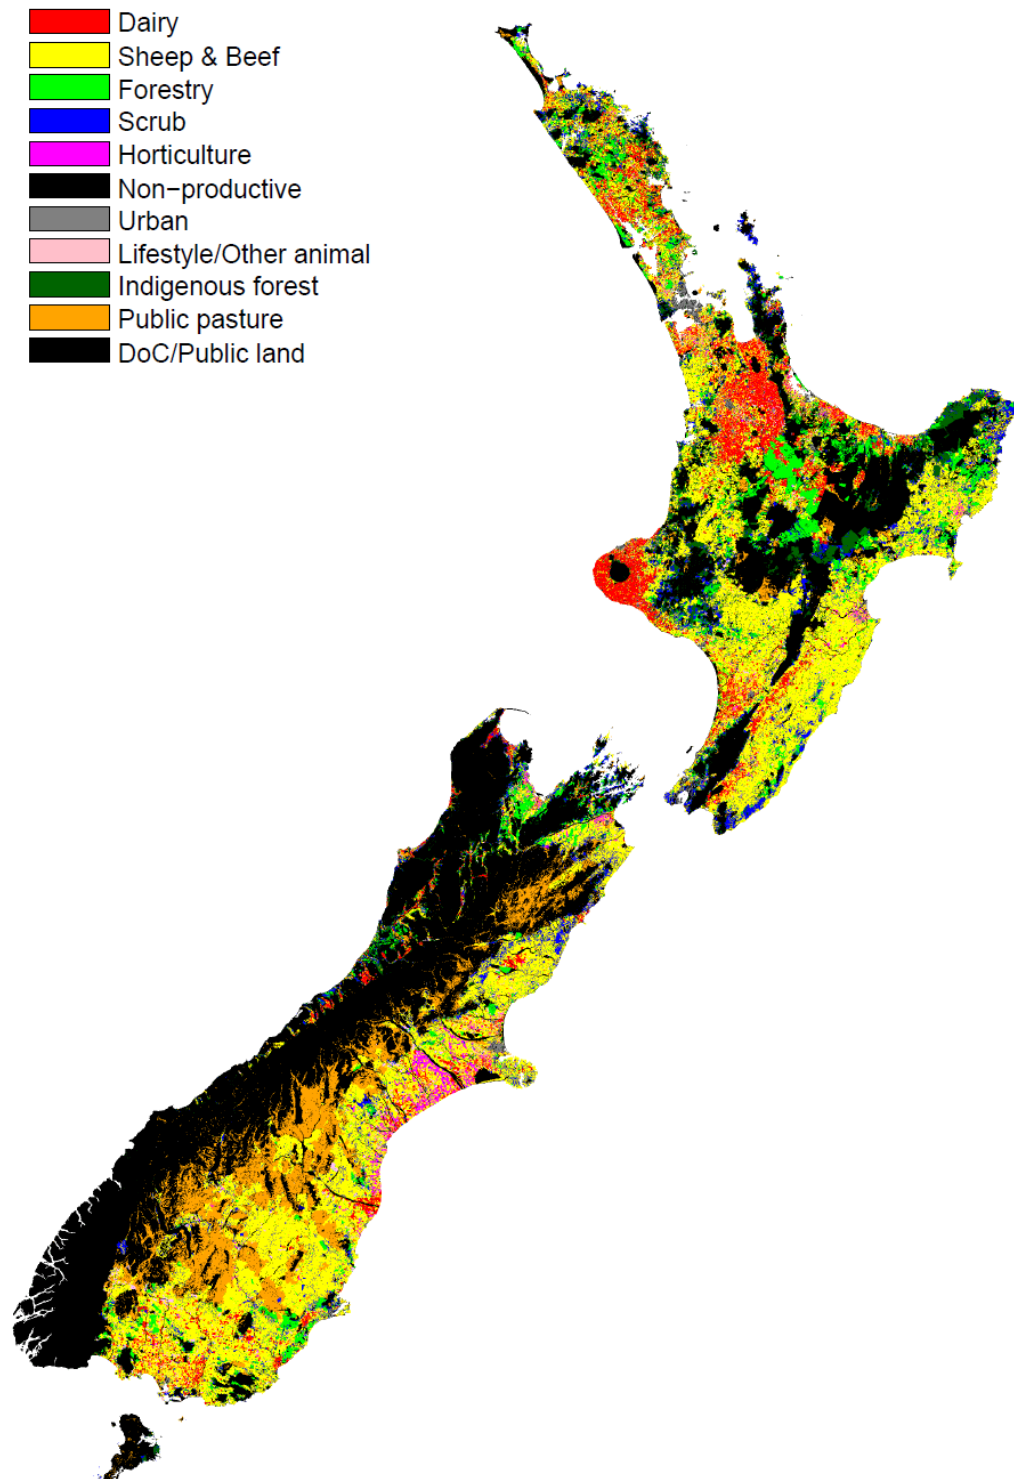 Dairy
Sheep & Beef
Forestry
Scrub
Horticulture
Non−productive
Urban
Lifestyle/Other animal
Indigenous forest
Public pasture
DoC/Public land